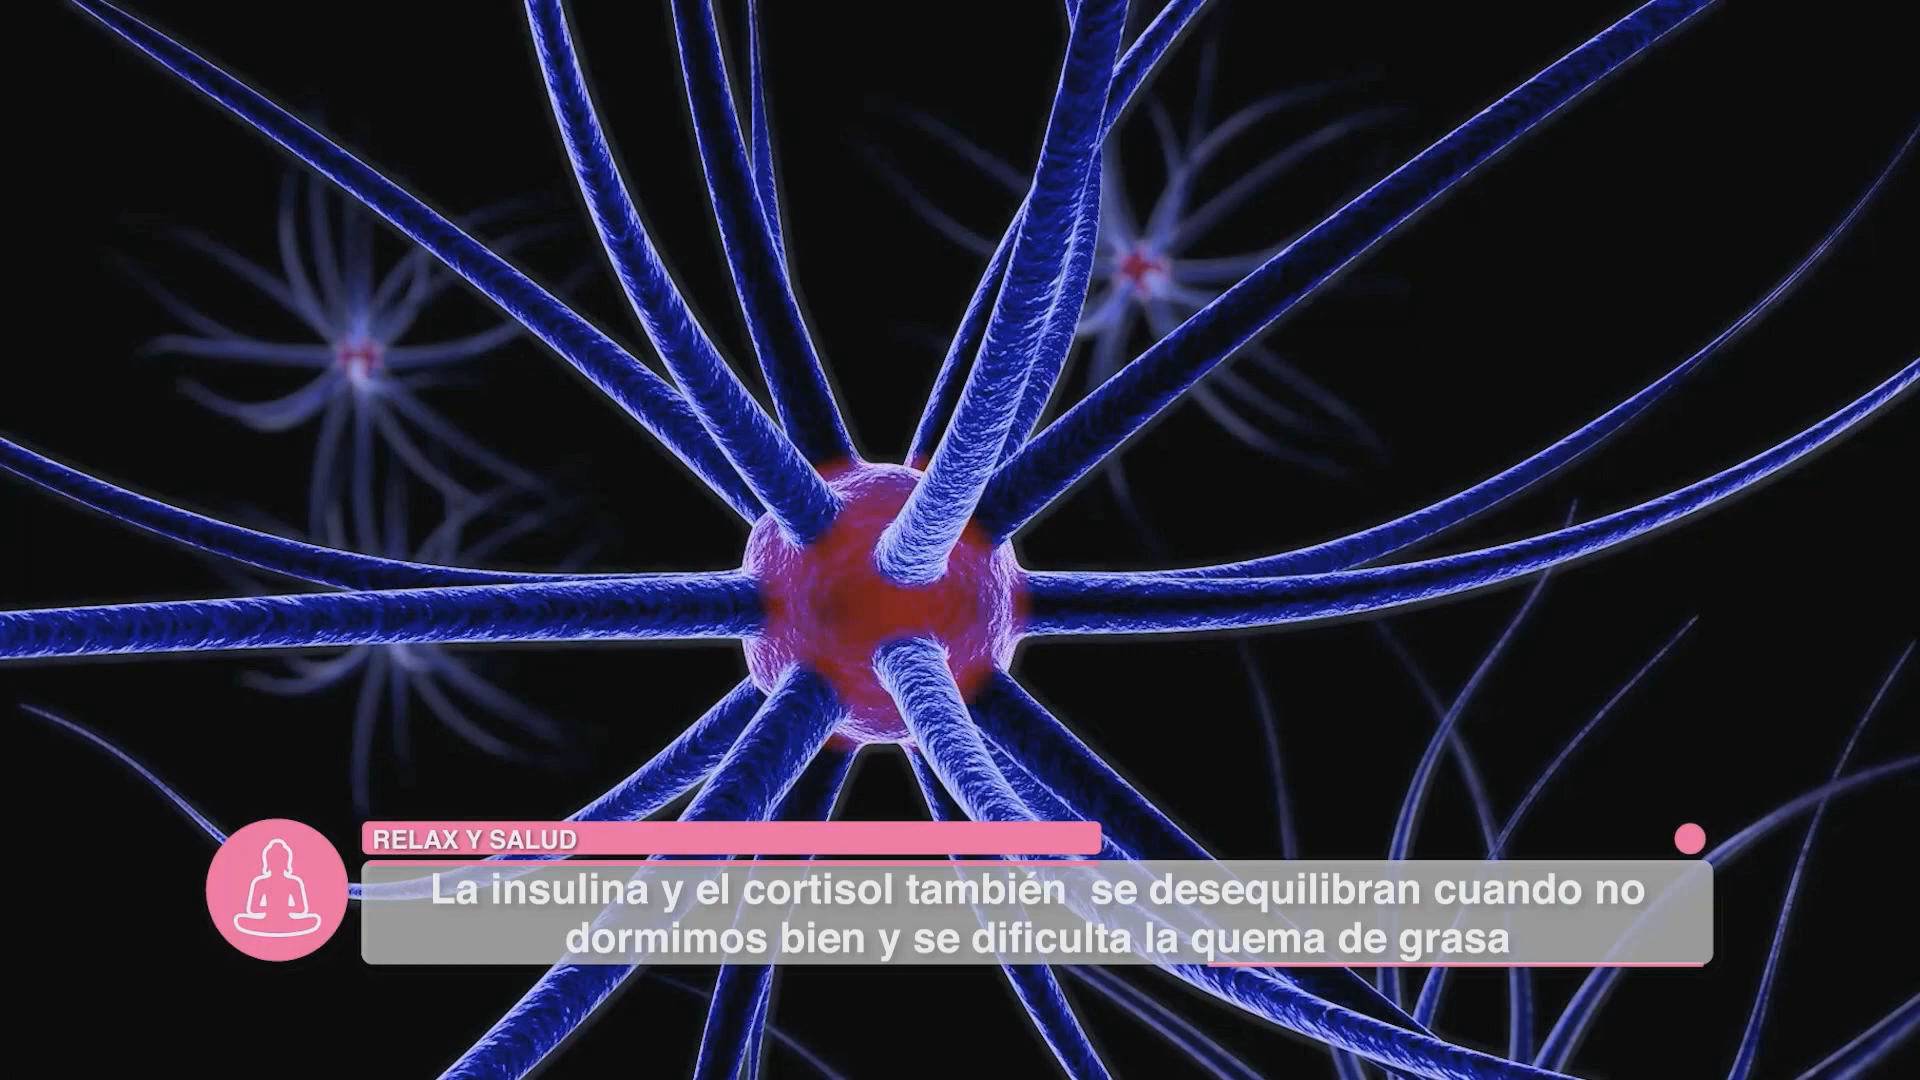 RELAX Y SALUD
La insulina y el cortisol también  se desequilibran cuando no
dormimos bien y se dificulta la quema de grasa